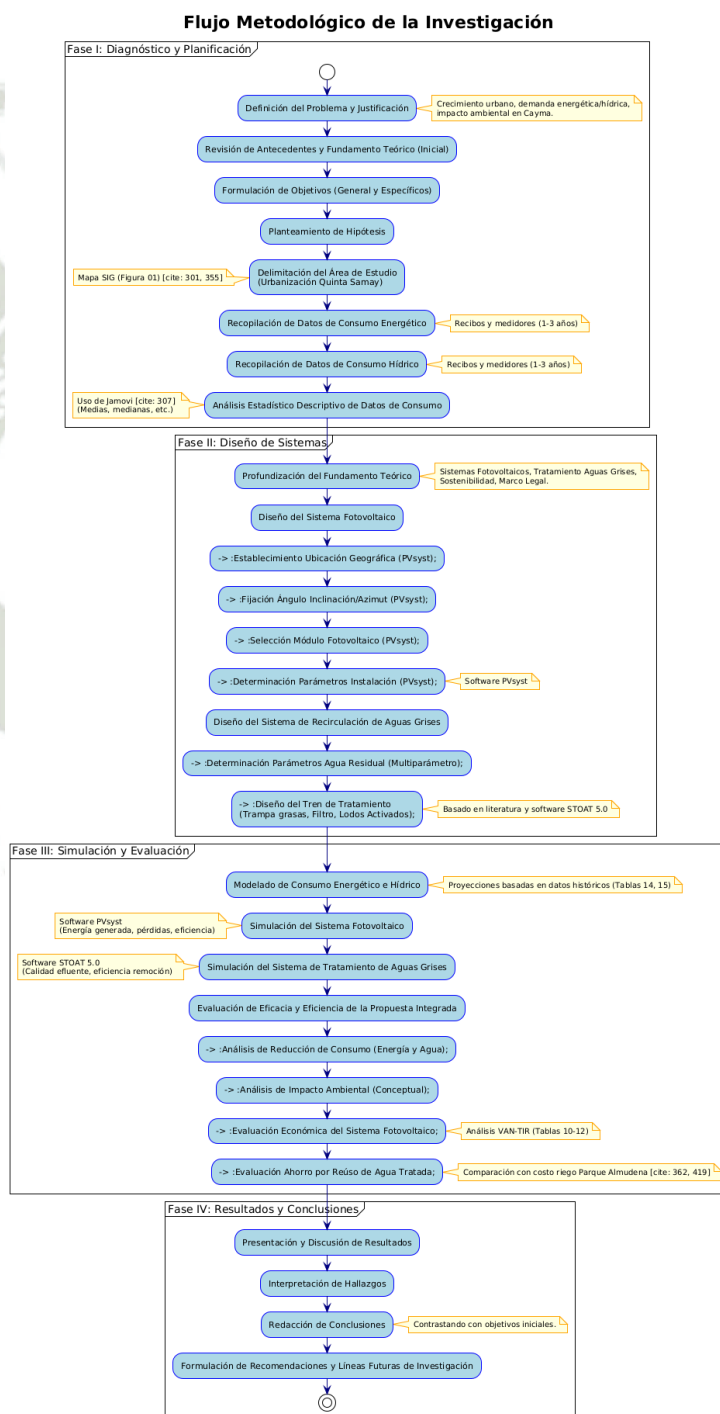 Flujo Metodológico de la Investigación
Fase I: Diagnóstico y Planificación
Definición del Problema y Justificación
Crecimiento urbano, demanda energética/hídrica,
impacto ambiental en Cayma.
Revisión de Antecedentes y Fundamento Teórico (Inicial)
Formulación de Objetivos (General y Específicos)
Planteamiento de Hipótesis
Mapa SIG (Figura 01) [cite: 301, 355]
Delimitación del Área de Estudio
(Urbanización Quinta Samay)
Recopilación de Datos de Consumo Energético
Recibos y medidores (1-3 años)
Recopilación de Datos de Consumo Hídrico
Recibos y medidores (1-3 años)
Uso de Jamovi [cite: 307]
(Medias, medianas, etc.)
Análisis Estadístico Descriptivo de Datos de Consumo
Fase II: Diseño de Sistemas
Profundización del Fundamento Teórico
Sistemas Fotovoltaicos, Tratamiento Aguas Grises,
Sostenibilidad, Marco Legal.
Diseño del Sistema Fotovoltaico
-> :Establecimiento Ubicación Geográfica (PVsyst);
-> :Fijación Ángulo Inclinación/Azimut (PVsyst);
-> :Selección Módulo Fotovoltaico (PVsyst);
-> :Determinación Parámetros Instalación (PVsyst);
Software PVsyst
Diseño del Sistema de Recirculación de Aguas Grises
-> :Determinación Parámetros Agua Residual (Multiparámetro);
-> :Diseño del Tren de Tratamiento
(Trampa grasas, Filtro, Lodos Activados);
Basado en literatura y software STOAT 5.0
Fase III: Simulación y Evaluación
Modelado de Consumo Energético e Hídrico
Proyecciones basadas en datos históricos (Tablas 14, 15)
Software PVsyst
(Energía generada, pérdidas, eficiencia)
Simulación del Sistema Fotovoltaico
Software STOAT 5.0
(Calidad efluente, eficiencia remoción)
Simulación del Sistema de Tratamiento de Aguas Grises
Evaluación de Eficacia y Eficiencia de la Propuesta Integrada
-> :Análisis de Reducción de Consumo (Energía y Agua);
-> :Análisis de Impacto Ambiental (Conceptual);
-> :Evaluación Económica del Sistema Fotovoltaico;
Análisis VAN-TIR (Tablas 10-12)
-> :Evaluación Ahorro por Reúso de Agua Tratada;
Comparación con costo riego Parque Almudena [cite: 362, 419]
Fase IV: Resultados y Conclusiones
Presentación y Discusión de Resultados
Interpretación de Hallazgos
Redacción de Conclusiones
Contrastando con objetivos iniciales.
Formulación de Recomendaciones y Líneas Futuras de Investigación